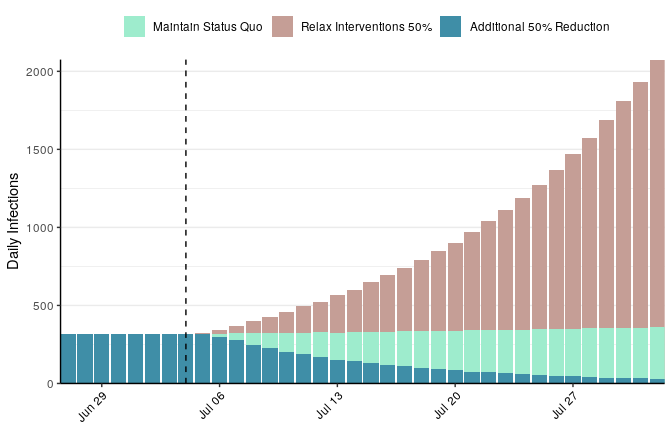 Maintain Status Quo Relax Interventions 50% Additional 50% Reduction
Daily Infections
2000
1500
1000
500
0
Jun 29 Jul 06 Jul 13 Jul 20 Jul 27